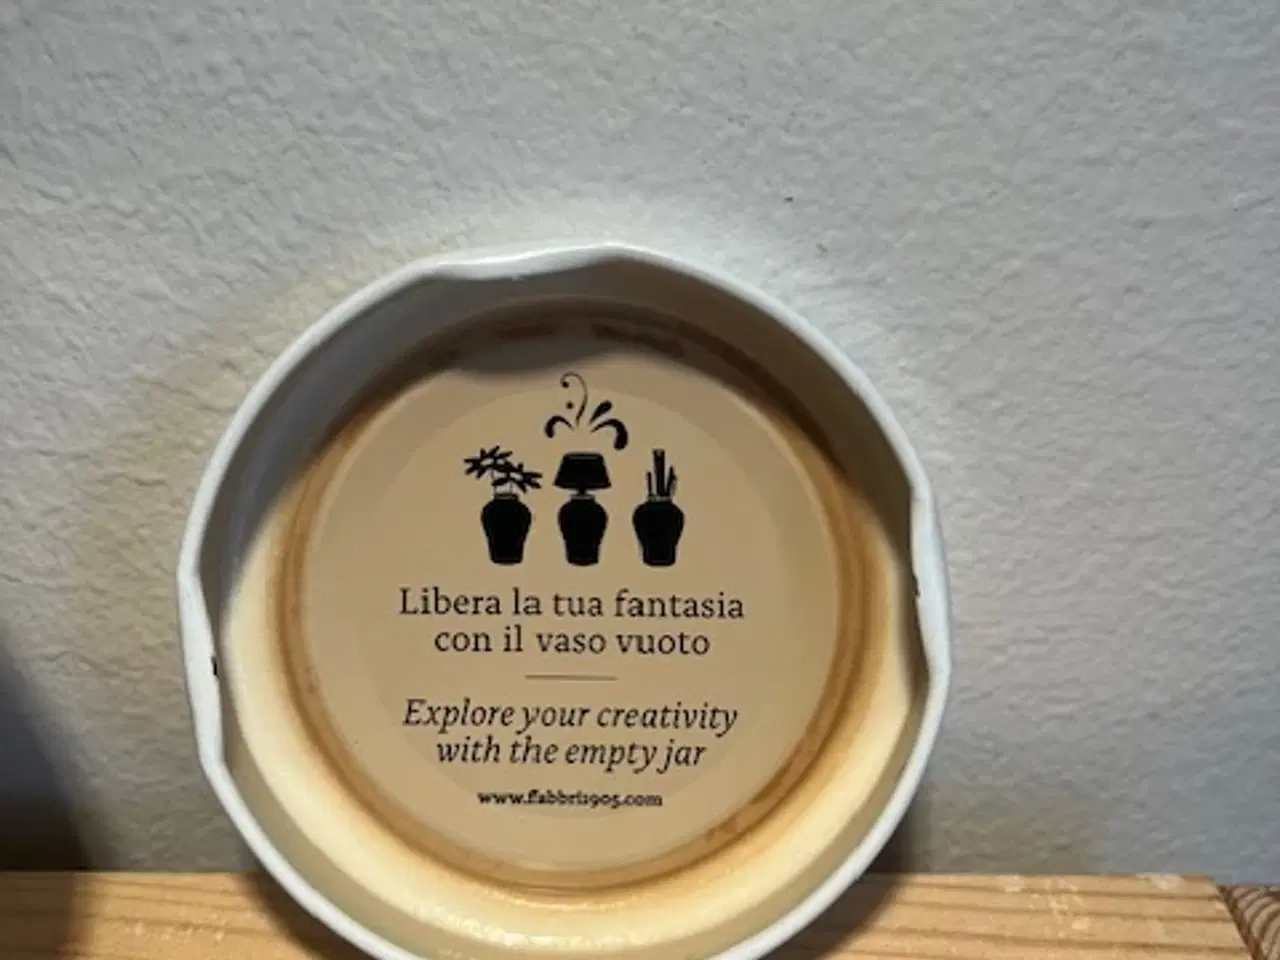 Libera la tua fantasia
con il vaso vuoto
Explore your creativity
with the empty jar
www.fabbri1905.com